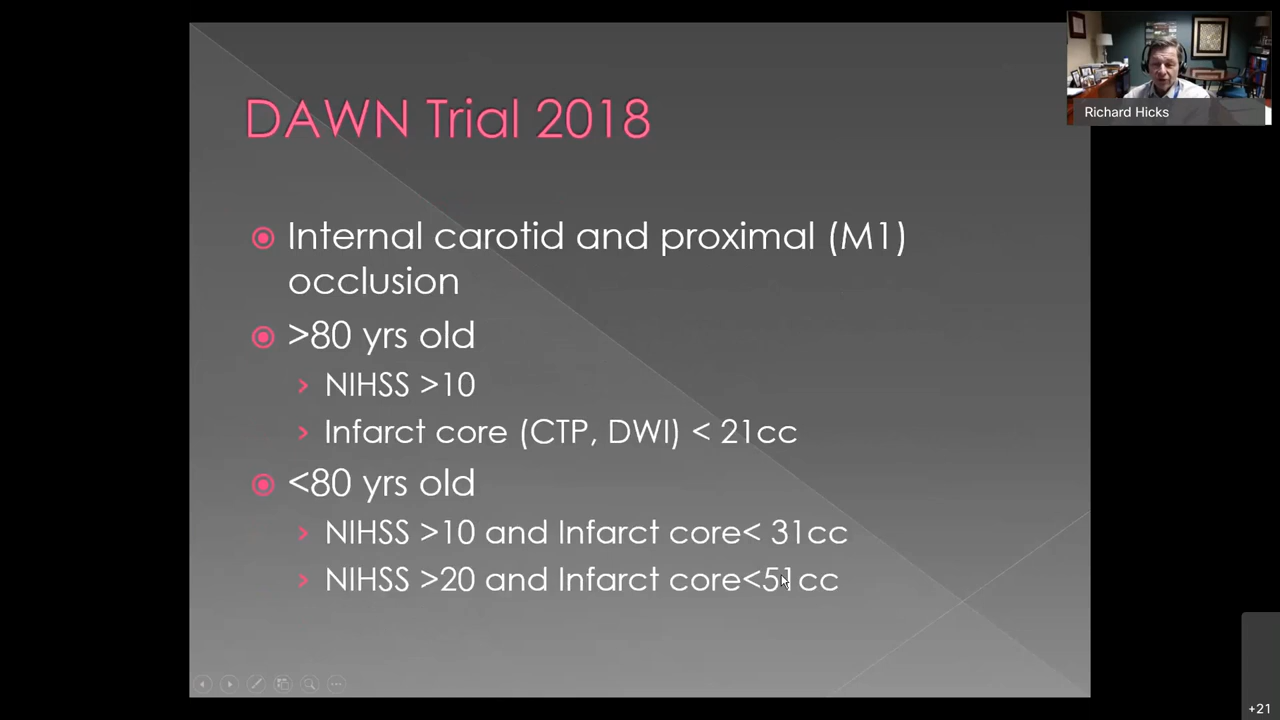 DAWN Trial 2018
Internal carotid and proximal (M1)
occlusion
>80 yrs old
NIHSS >10
Infarct core (CTP, DWI) < 21cc
<80 yrs old
NIHSS >10 and Infarct core< 31cc
NIHSS >20 and Infarct core<51cc
Richard Hicks
+21